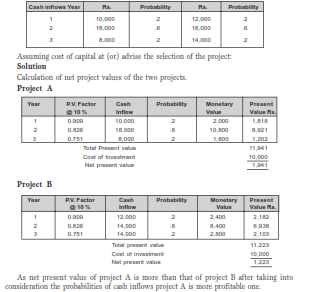 Cash inflows Year Rs. Probability Rs. Probability
1 10,000 .2 12,000 .2
2 18,000 .6 16,000 .6
3 8,000 .2 14,000 .2
Assuming cost of capital at (or) advise the selection of the project:
Solution
Calculation of net project values of the two projects.
Project A
Year P.V. Factor Cash Probability Monetary Present
@ 10 % Inflow Value Value Rs.
1 0.909 10,000 .2 2,000 1,818
2 0.826 18,000 .6 10,800 8,921
3 0.751 8,000 .2 1,600 1,202
Total Present value 11,941
Cost of Investment 10,000
Net present value 1,941
Project B
Year P.V. Factor Cash Probability Monetary Present
@ 10 % Inflow Value Value Rs.
1 0.909 12,000 .2 2,400 2,182
2 0.826 14,000 .2 8,400 6,938
3 0.751 14,000 .2 2,800 2,103
Total present value 11,223
Cost of investment 10,000
Net present value 1,223
As net present value of project A is more than that of project B after taking into
consideration the probabilities of cash inflows project A is more profitable one.